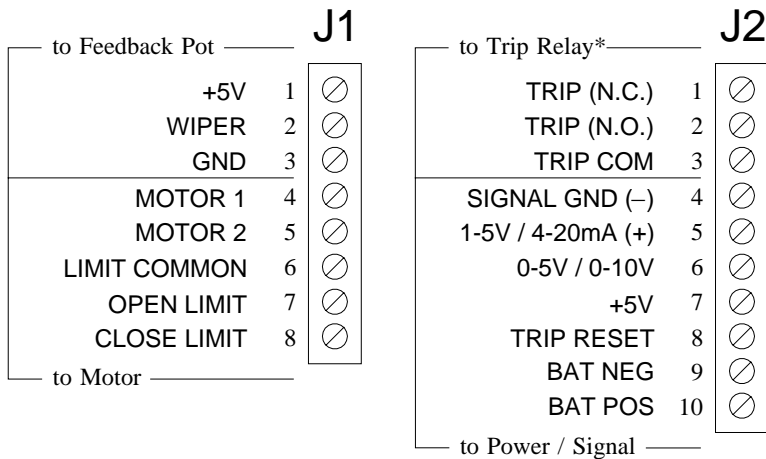 J1
to Feedback Pot
+5V 1
WIPER 2
GND 3
MOTOR 1 4
MOTOR 2 5
LIMIT COMMON 6
OPEN LIMIT 7
CLOSE LIMIT 8
to Motor
J2
to Trip Relay*
TRIP (N.C.) 1
TRIP (N.O.) 2
TRIP COM 3
SIGNAL GND (–) 4
1-5V / 4-20mA (+) 5
0-5V / 0-10V 6
+5V 7
TRIP RESET 8
BAT NEG 9
BAT POS 10
to Power / Signal